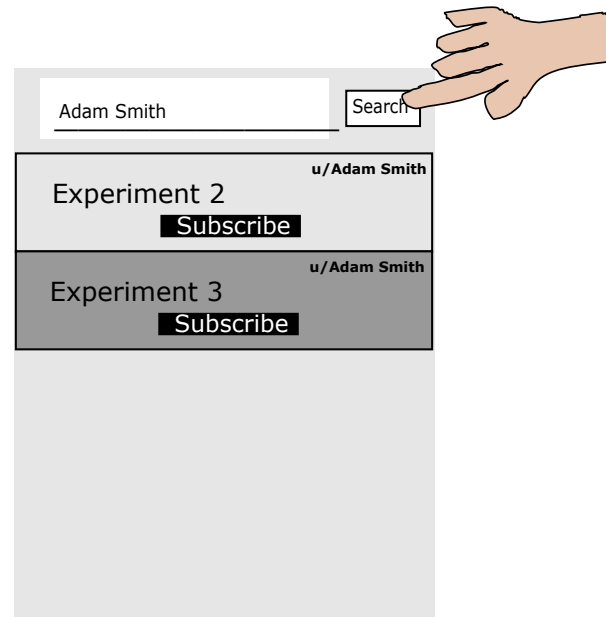 Adam Smith
Search
u/Adam Smith
Experiment 2
Subscribe
u/Adam Smith
Experiment 3
Subscribe